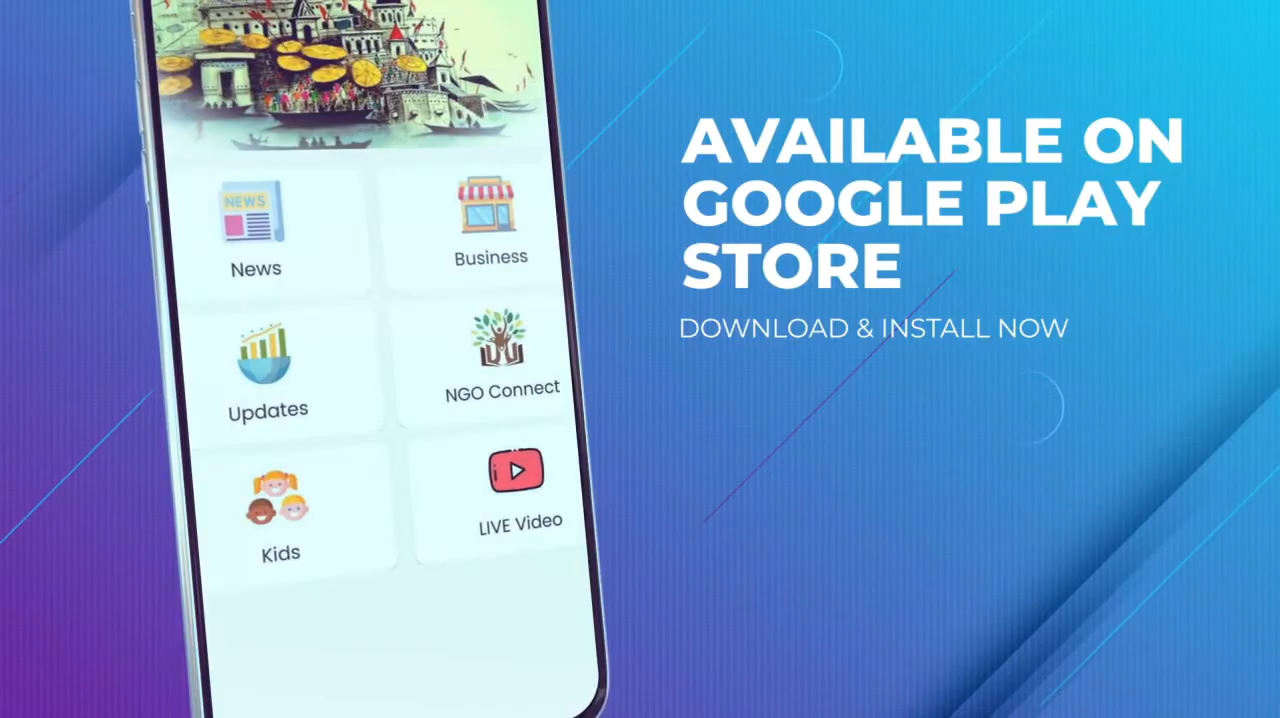 NEWS
News
Business
Updates
NGO Connect
Kids
LIVE Video
AVAILABLE ON
GOOGLE PLAY
STORE
DOWNLOAD & INSTALL NOW